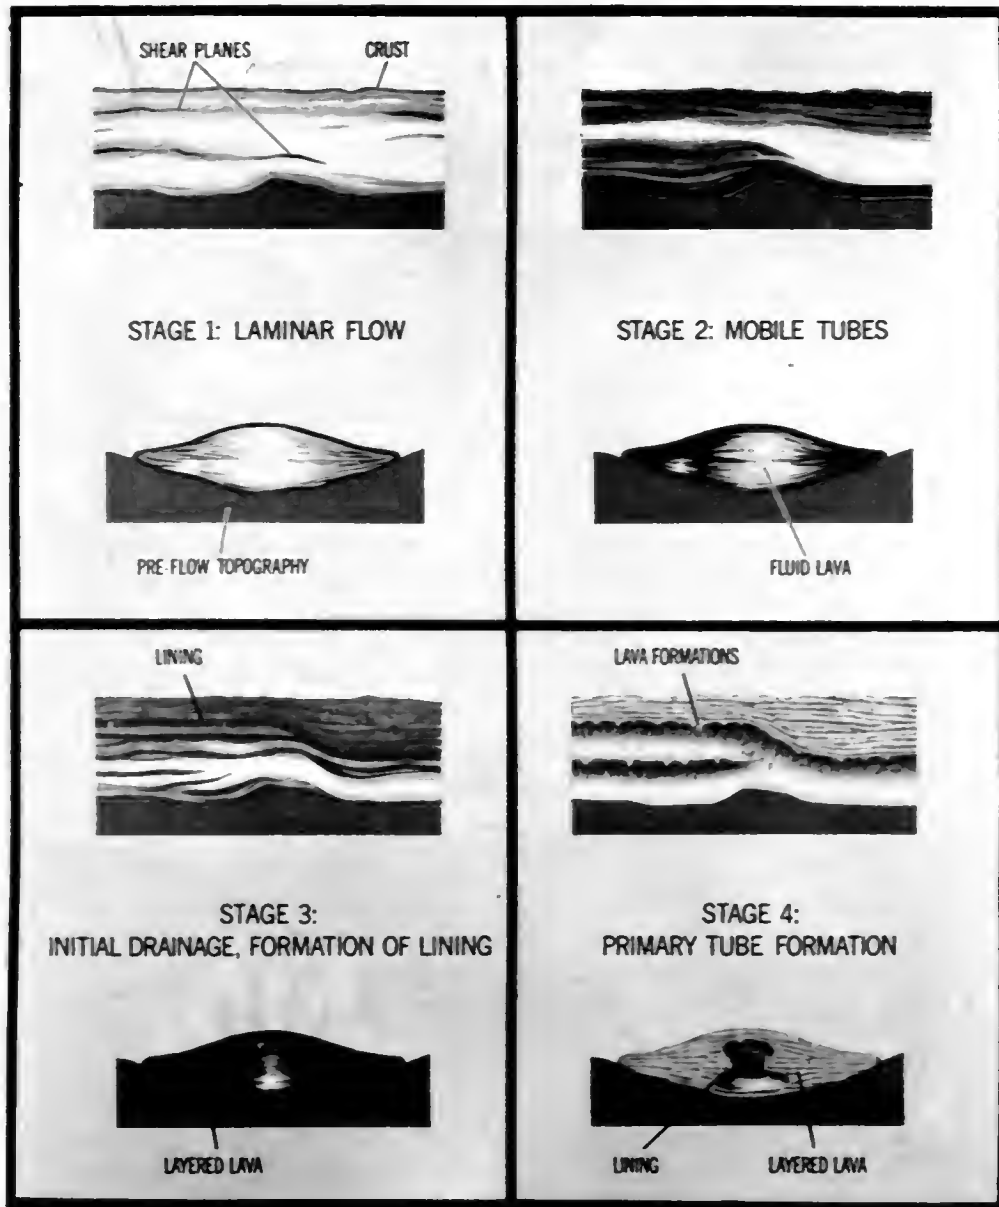 SHEAR PLANES
CRUST
STAGE 1: LAMINAR FLOW
PRE-FLOW TOPOGRAPHY
STAGE 2: MOBILE TUBES
FLUID LAVA
LINING
STAGE 3:
INITIAL DRAINAGE, FORMATION OF LINING
LAYERED LAVA
LAVA FORMATIONS
STAGE 4:
PRIMARY TUBE FORMATION
LINING
LAYERED LAVA